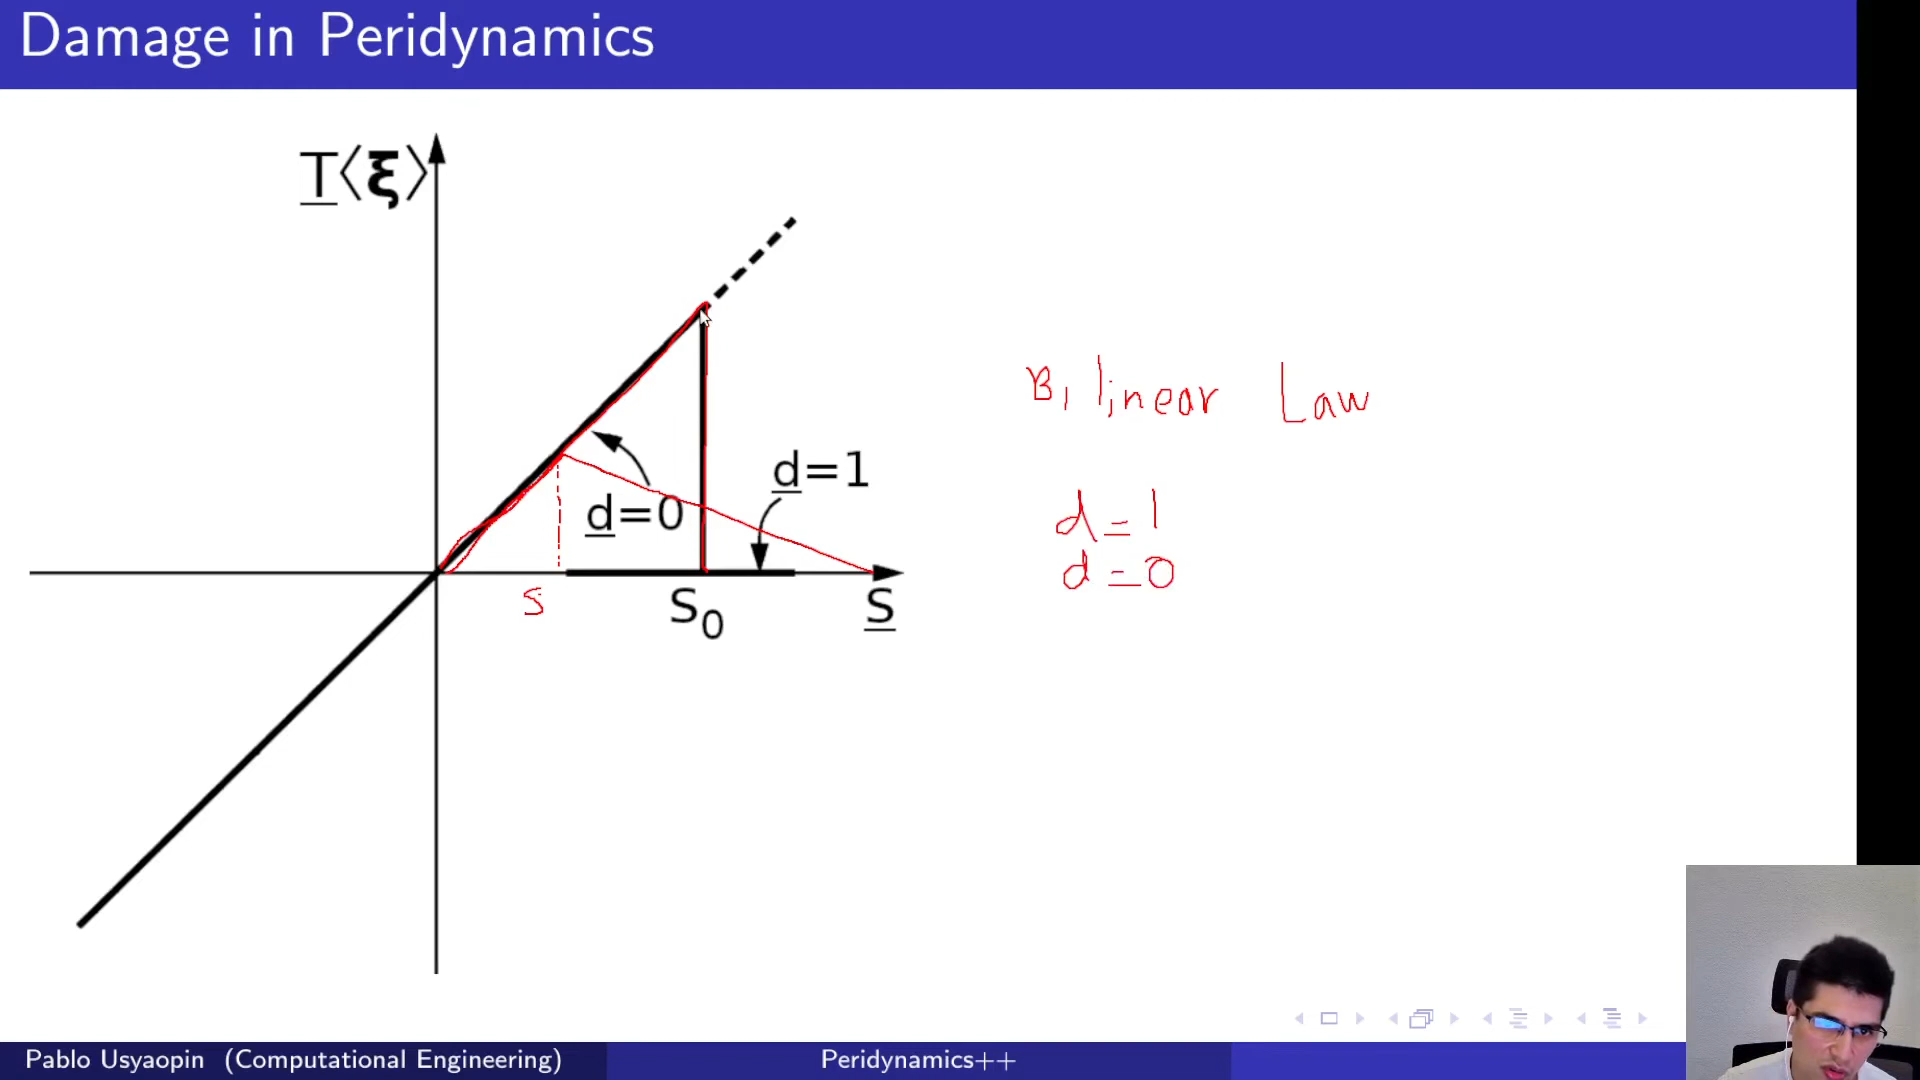 Damage in Peridynamics
T⟨ξ⟩
Bilinear Law
d=1
d=0
d=1
d=0
S
S₀
S
Pablo Usyaopin (Computational Engineering)
Peridynamics++